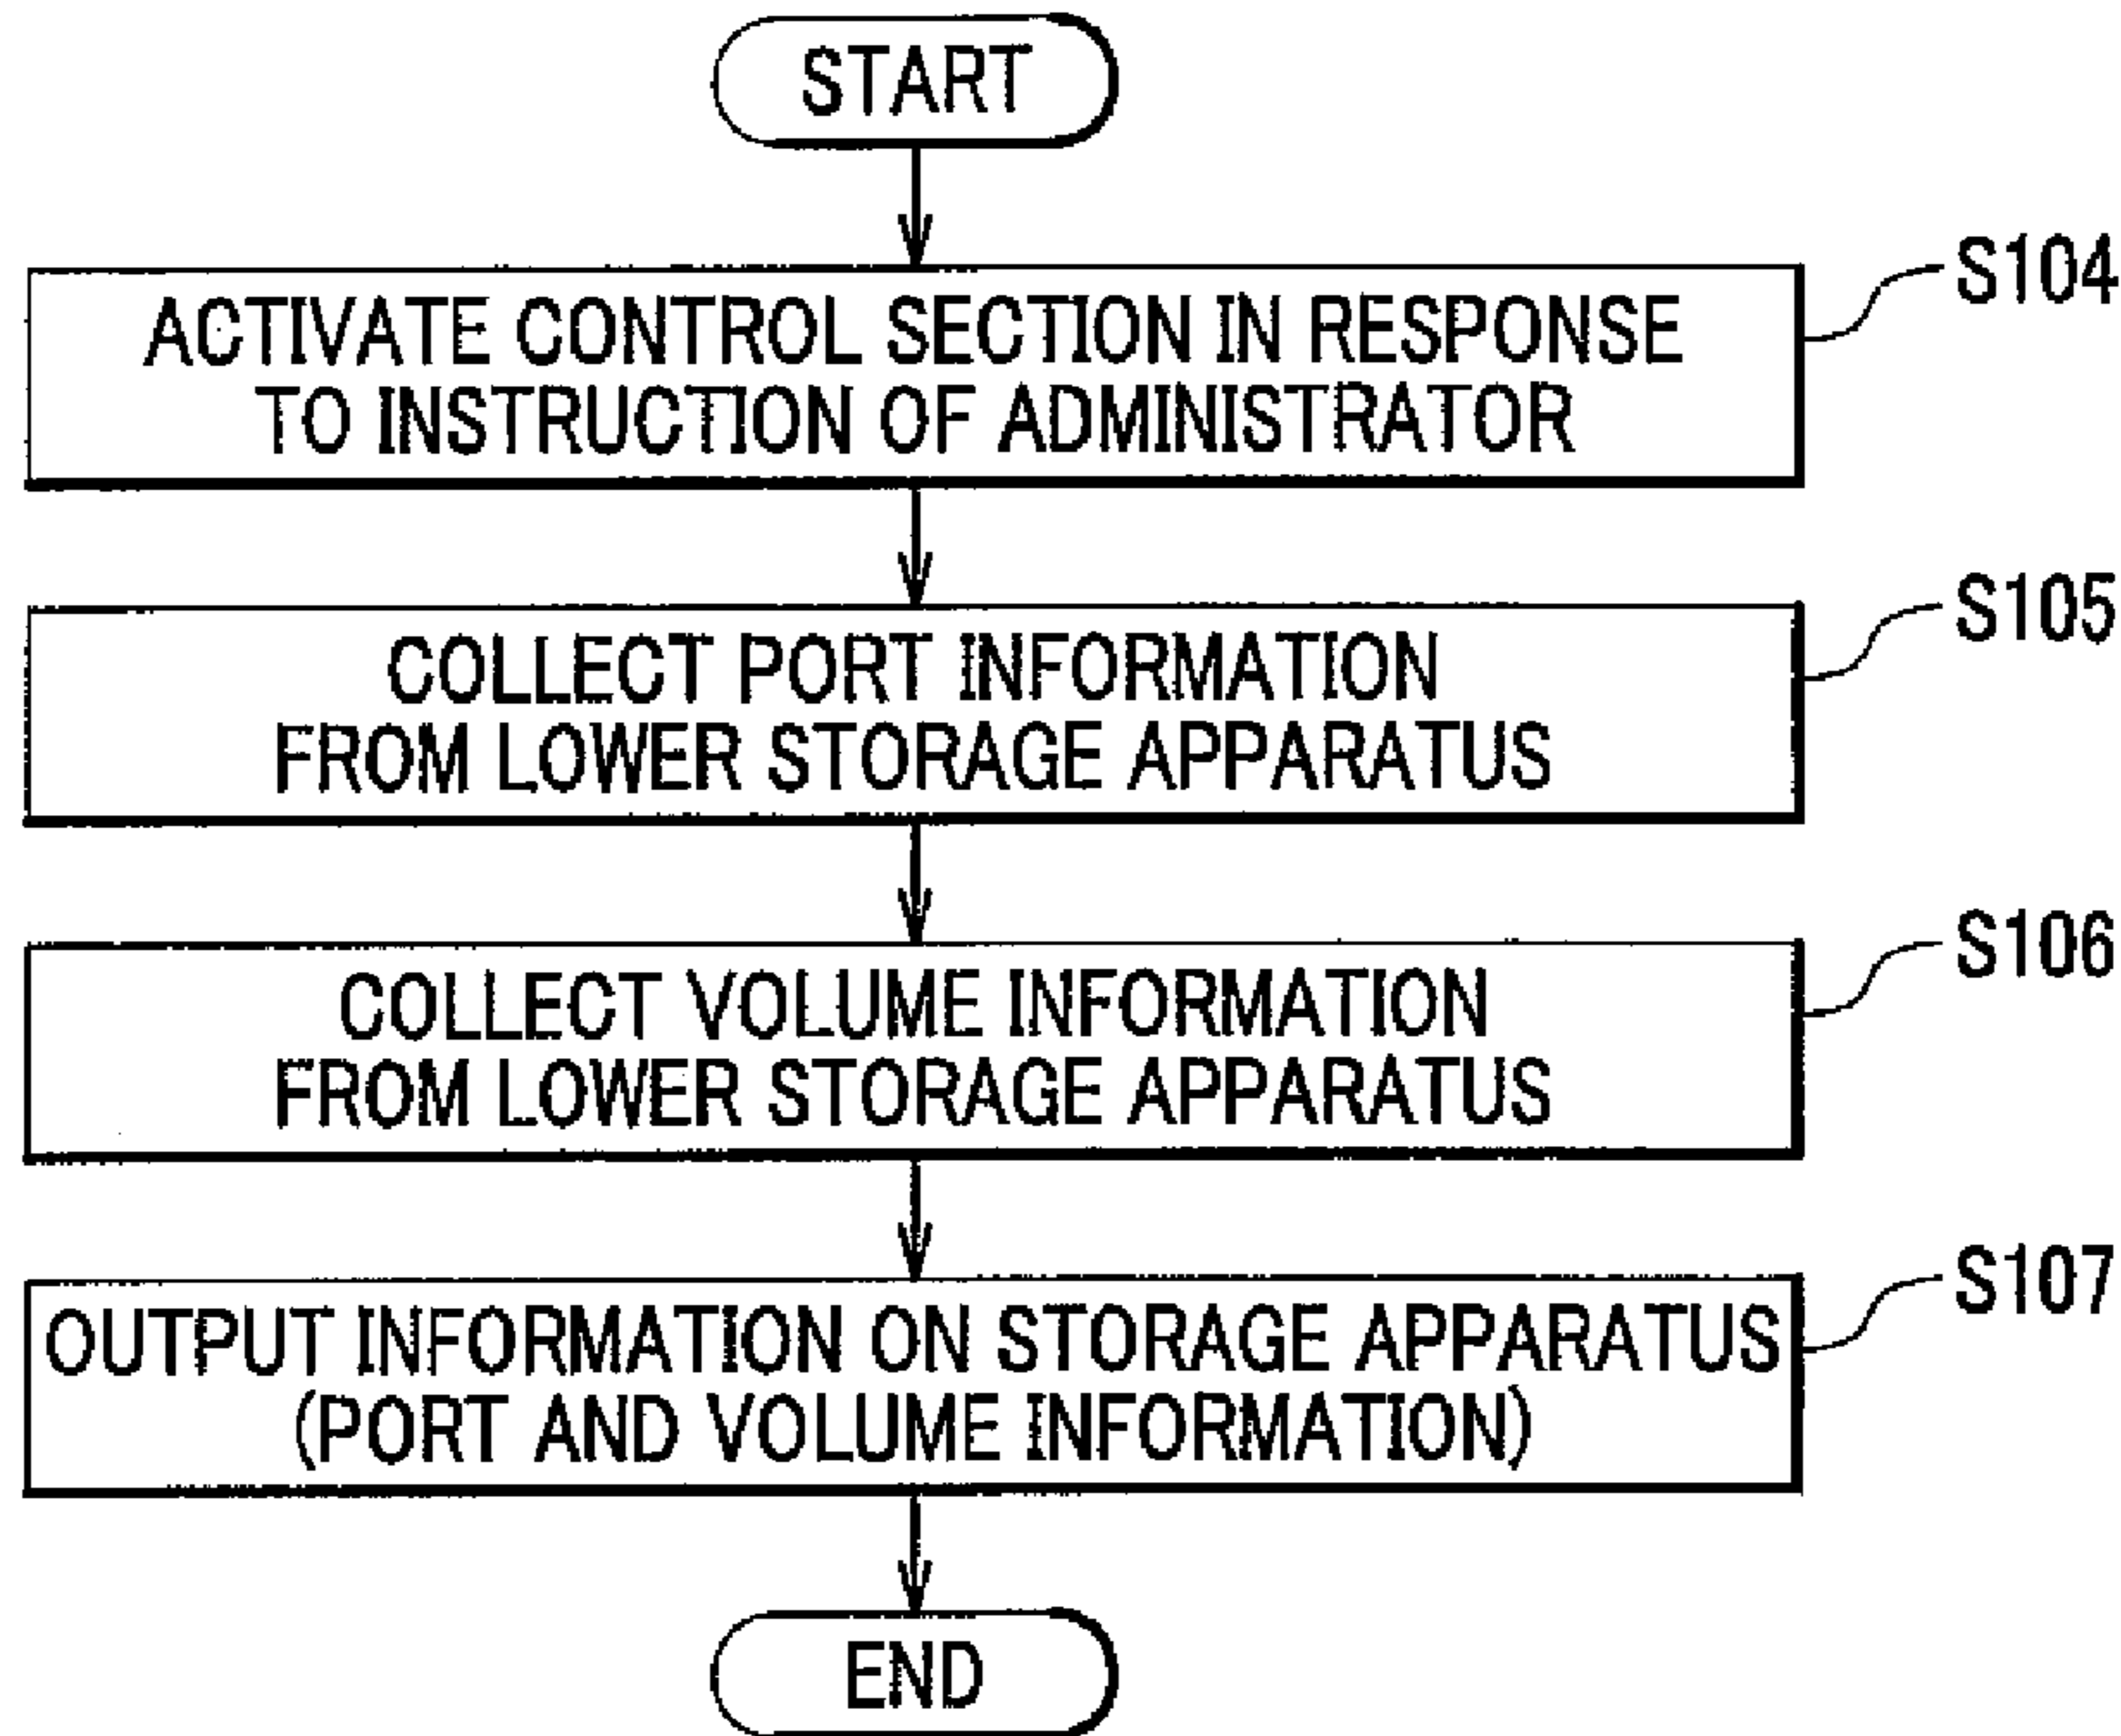 START
S104
ACTIVATE CONTROL SECTION IN RESPONSE
TO INSTRUCTION OF ADMINISTRATOR
S105
COLLECT PORT INFORMATION
FROM LOWER STORAGE APPARATUS
S106
COLLECT VOLUME INFORMATION
FROM LOWER STORAGE APPARATUS
S107
OUTPUT INFORMATION ON STORAGE APPARATUS
(PORT AND VOLUME INFORMATION)
END